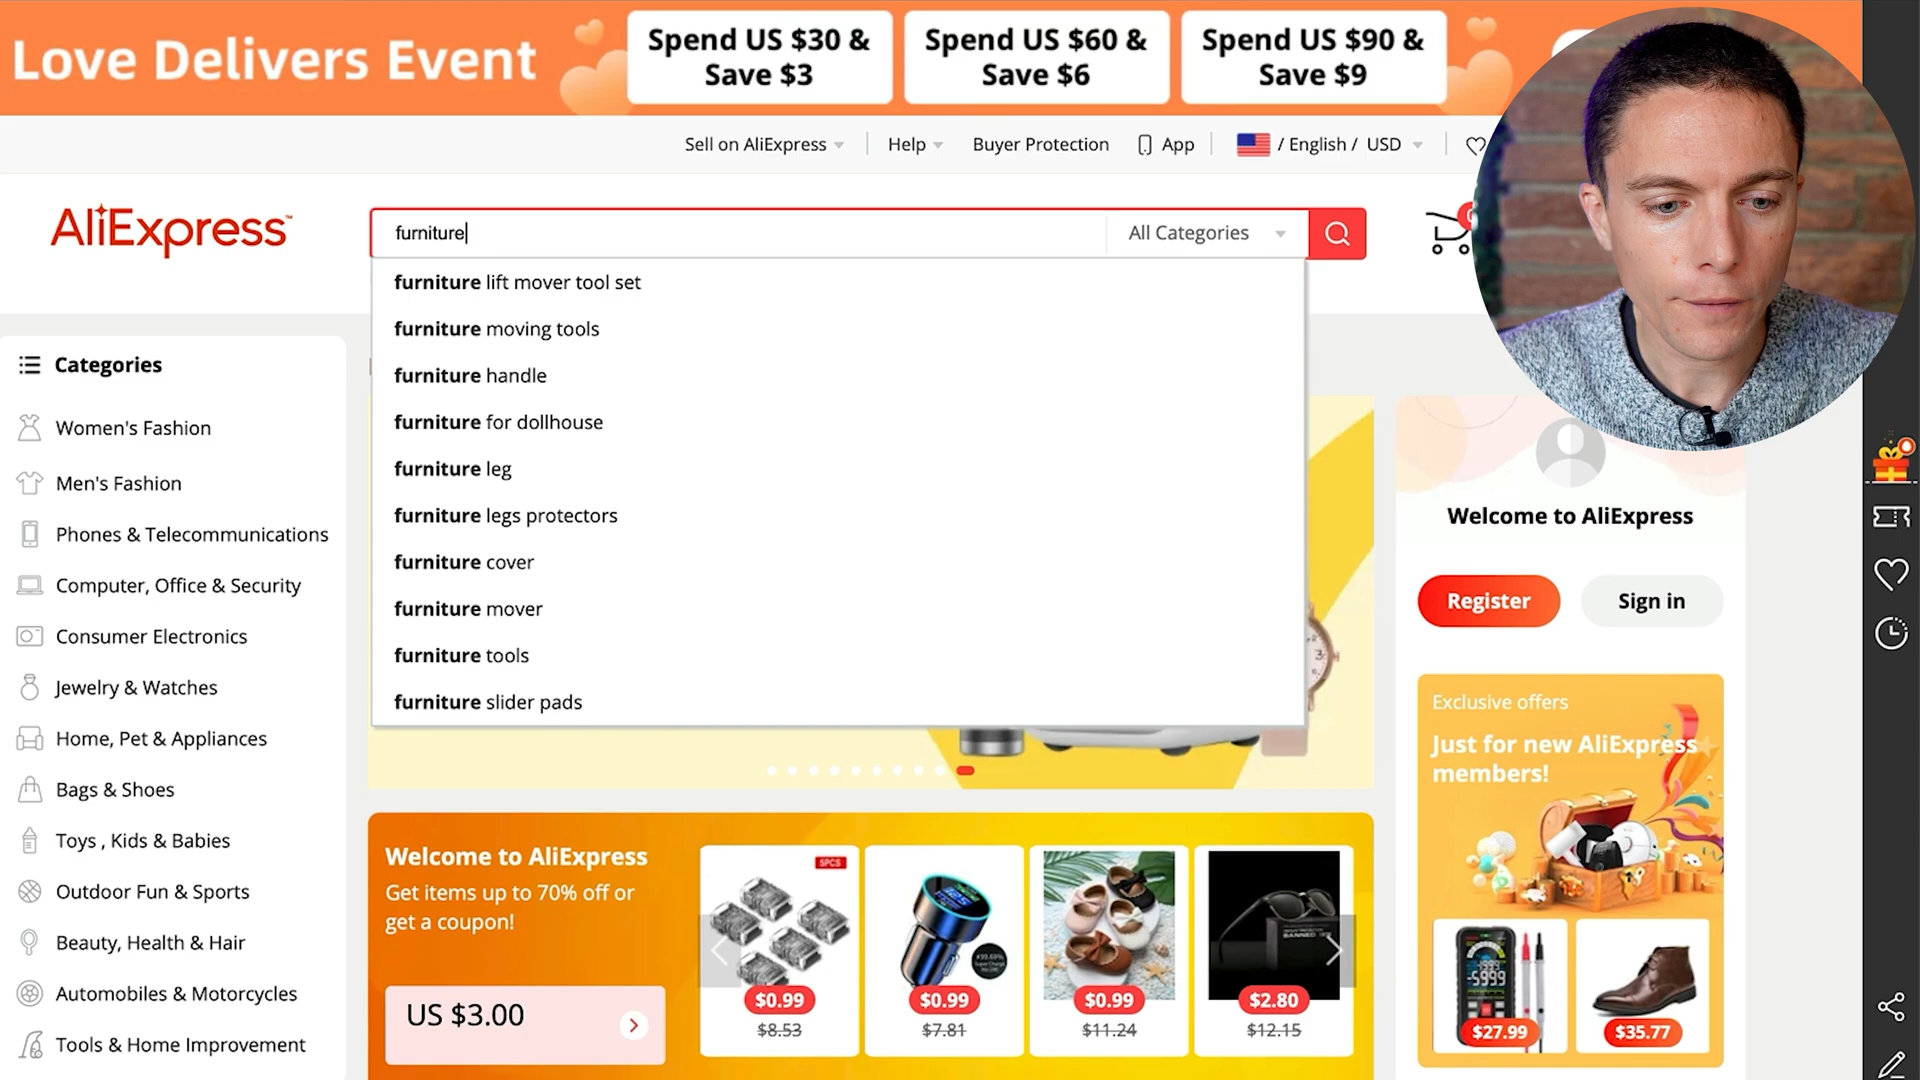 Love Delivers Event
Spend US $30 &
Save $3
Spend US $60 &
Save $6
Spend US $90 &
Save $9
Sell on AliExpress
Help
Buyer Protection
App
/ English / USD
AliExpress™
furniture
All Categories
furniture lift mover tool set
furniture moving tools
furniture handle
furniture for dollhouse
furniture leg
furniture legs protectors
furniture cover
furniture mover
furniture tools
furniture slider pads
Categories
Women's Fashion
Men's Fashion
Phones & Telecommunications
Computer, Office & Security
Consumer Electronics
Jewelry & Watches
Home, Pet & Appliances
Bags & Shoes
Toys , Kids & Babies
Outdoor Fun & Sports
Beauty, Health & Hair
Automobiles & Motorcycles
Tools & Home Improvement
Welcome to AliExpress
Register
Sign in
Exclusive offers
Just for new AliExpress
members!
$27.99
$35.77
Welcome to AliExpress
Get items up to 70% off or
get a coupon!
US $3.00
5PCS
$0.99
$8.53
$0.99
$7.81
$0.99
$11.24
$2.80
$12.15